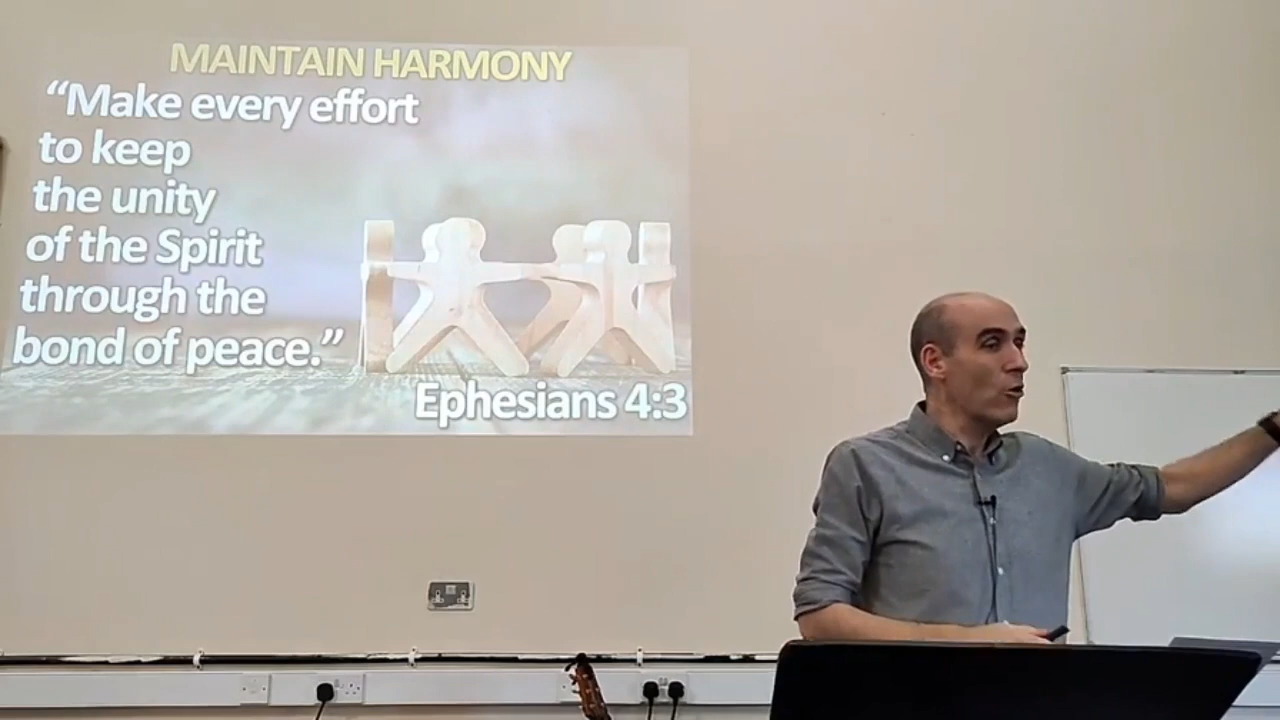 MAINTAIN HARMONY
“Make every effort
to keep
the unity
of the Spirit
through the
bond of peace.”
Ephesians 4:3